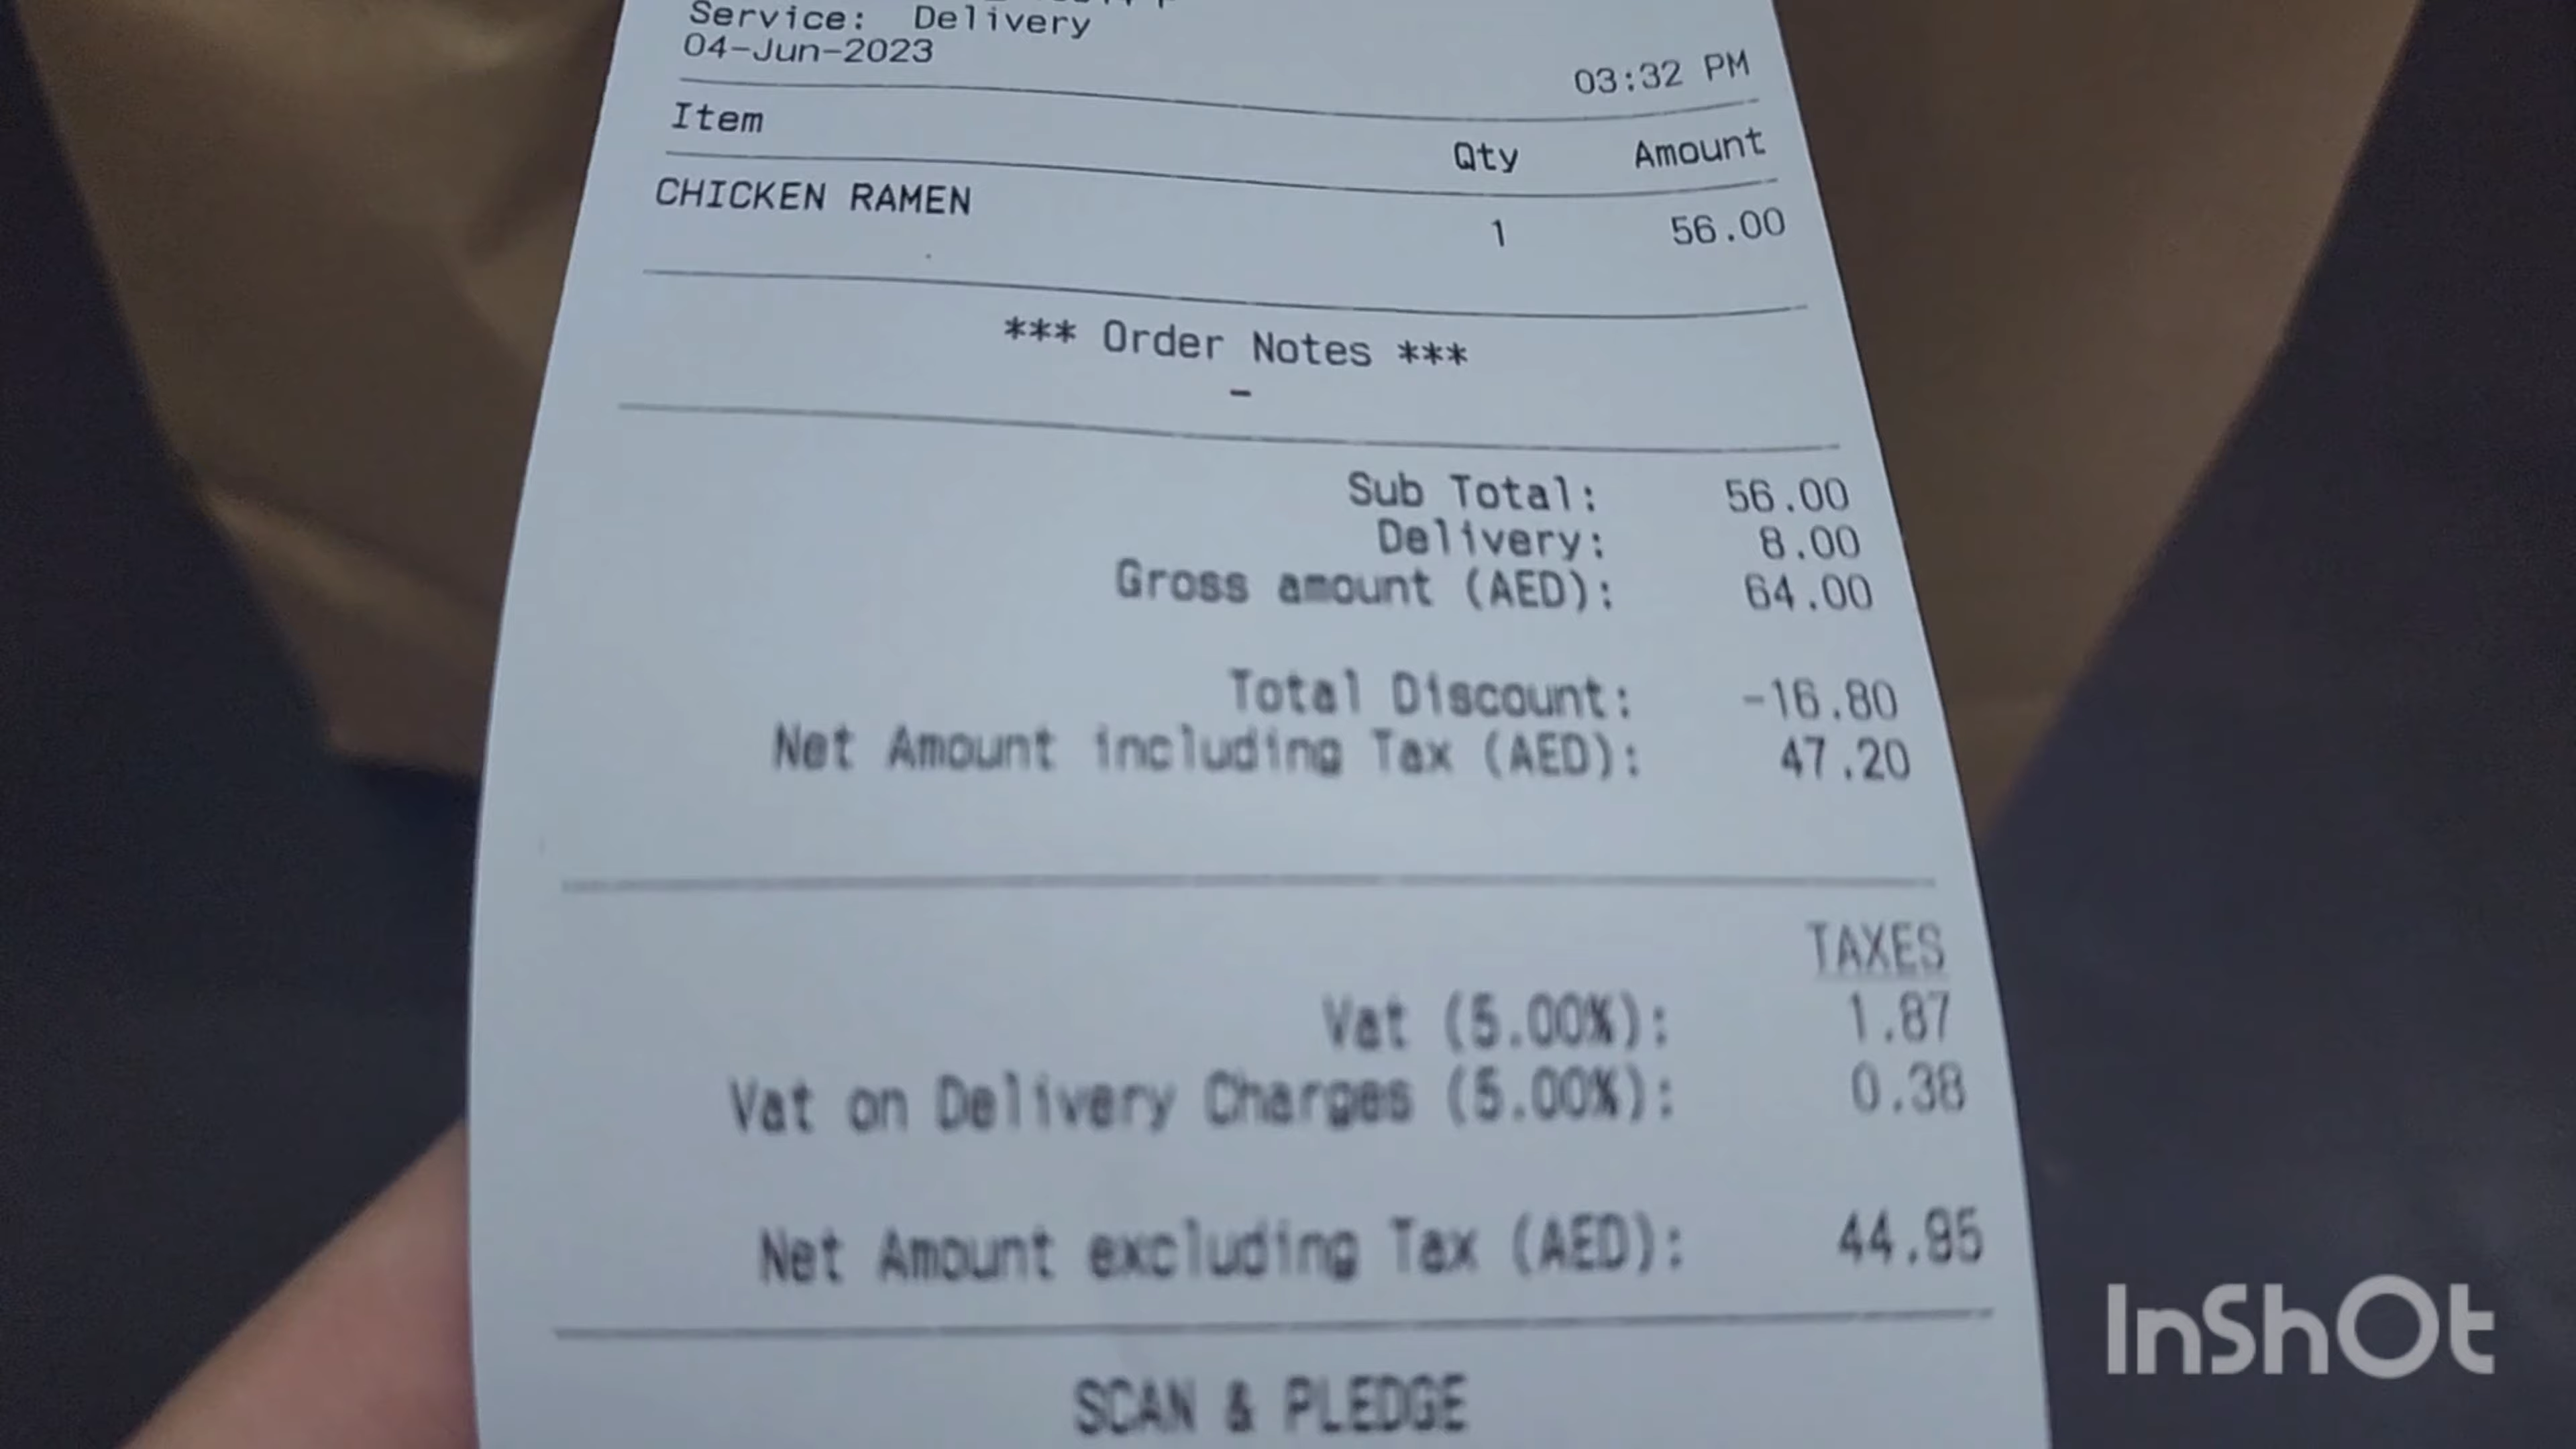 Service: Delivery
04-Jun-2023
03:32 PM
Item Qty Amount
CHICKEN RAMEN 1 56.00
*** Order Notes ***
-
Sub Total: 56.00
Delivery: 8.00
Gross amount (AED): 64.00
Total Discount: -16.80
Net Amount including Tax (AED): 47.20
TAXES
Vat (5.00%): 1.87
Vat on Delivery Charges (5.00%): 0.38
Net Amount excluding Tax (AED): 44.95
SCAN & PLEDGE
InShOt